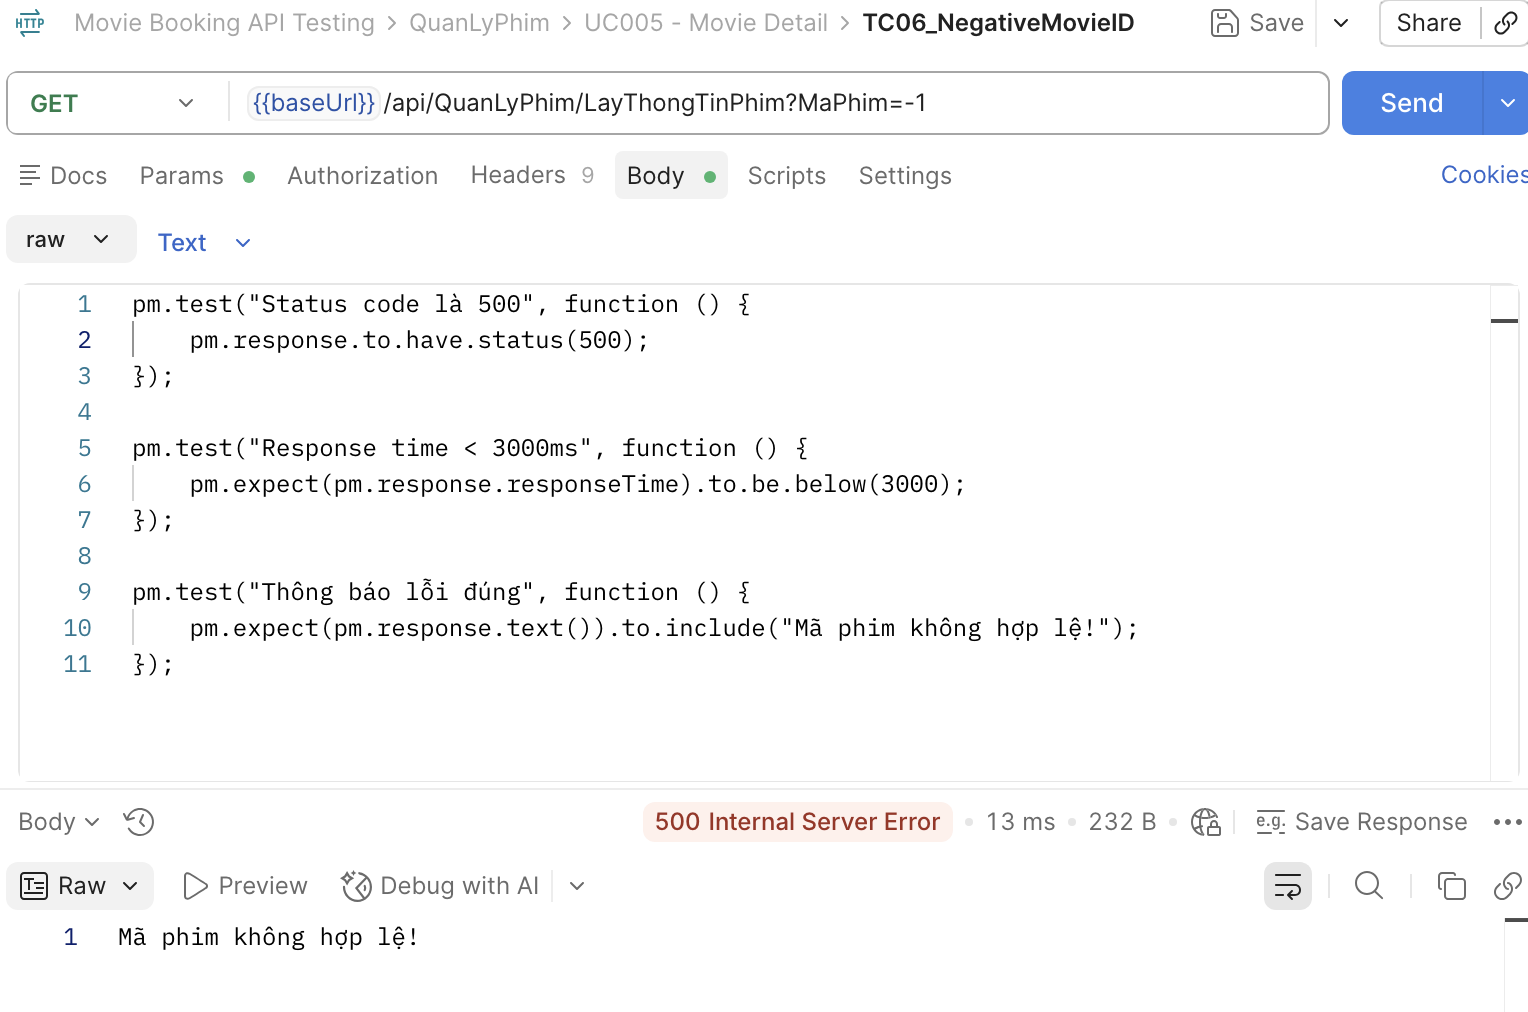 HTTP Movie Booking API Testing > QuanLyPhim > UC005 - Movie Detail > TC06_NegativeMovieID Save Share
GET {{baseUrl}} /api/QuanLyPhim/LayThongTinPhim?MaPhim=-1 Send
Docs Params Authorization Headers 9 Body Scripts Settings Cookies
raw Text
1 pm.test("Status code là 500", function () {
2 pm.response.to.have.status(500);
3 });
4
5 pm.test("Response time < 3000ms", function () {
6 pm.expect(pm.response.responseTime).to.be.below(3000);
7 });
8
9 pm.test("Thông báo lỗi đúng", function () {
10 pm.expect(pm.response.text()).to.include("Mã phim không hợp lệ!");
11 });
Body 500 Internal Server Error • 13 ms • 232 B • e.g. Save Response
Raw Preview Debug with AI
1 Mã phim không hợp lệ!